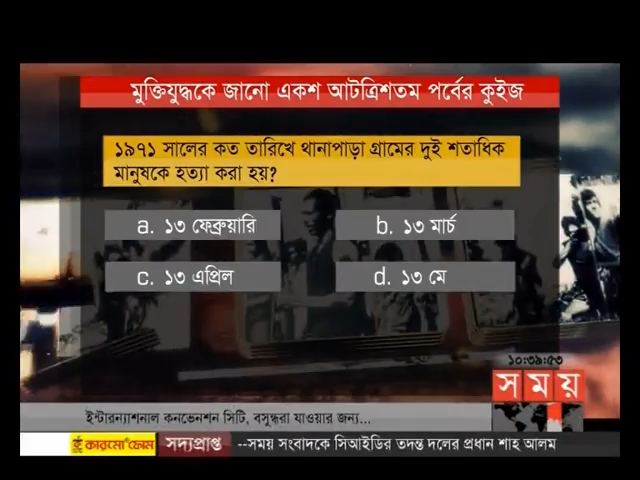 মুক্তিযুদ্ধকে জানো একশ আটত্রিশতম পর্বের কুইজ
১৯৭১ সালের কত তারিখে থানাপাড়া গ্রামের দুই শতাধিক
মানুষকে হত্যা করা হয়?
a. ১৩ ফেব্রুয়ারি
b. ১৩ মার্চ
c. ১৩ এপ্রিল
d. ১৩ মে
১০:৩৯:৫৩
সময়
ইন্টারন্যাশনাল কনভেনশন সিটি, বসুন্ধরা যাওয়ার জন্য...
কারমো ফোম সদ্যপ্রাপ্ত --সময় সংবাদকে সিআইডির তদন্ত দলের প্রধান শাহ আলম